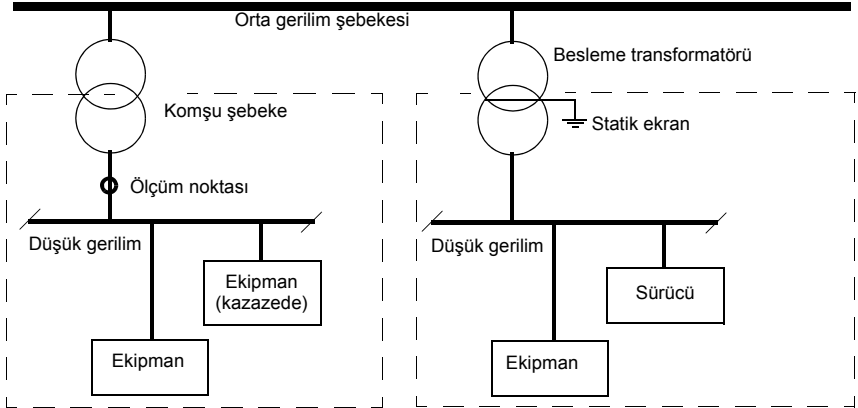 Orta gerilim şebekesi
Besleme transformatörü
Komşu şebeke
Statik ekran
Ölçüm noktası
Düşük gerilim
Düşük gerilim
Ekipman
(kazazede)
Sürücü
Ekipman
Ekipman